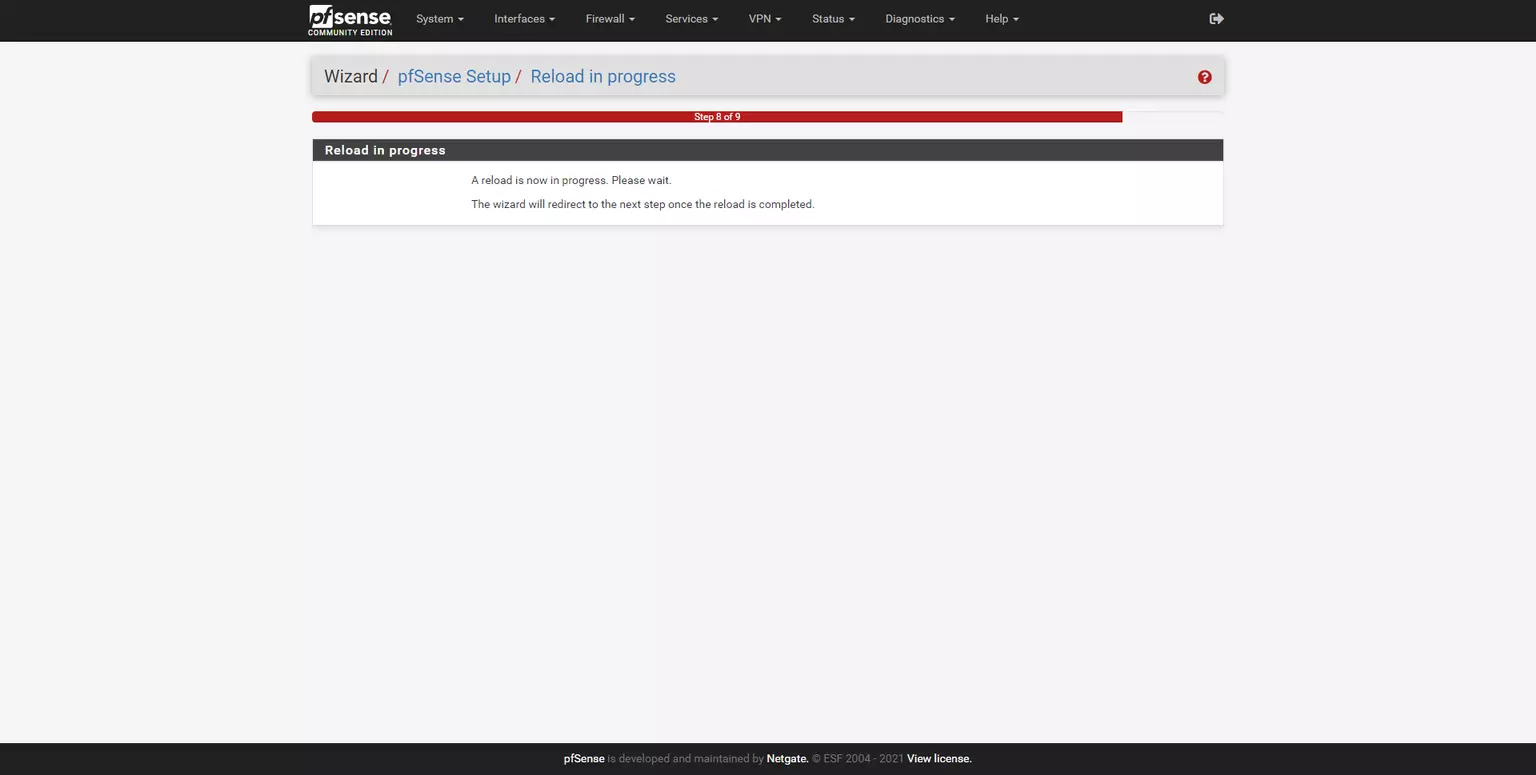 pfsense
COMMUNITY EDITION
System Interfaces Firewall Services VPN Status Diagnostics Help
Wizard / pfSense Setup / Reload in progress
Step 8 of 9
Reload in progress
A reload is now in progress. Please wait.
The wizard will redirect to the next step once the reload is completed.
pfSense is developed and maintained by Netgate. © ESF 2004 - 2021 View license.